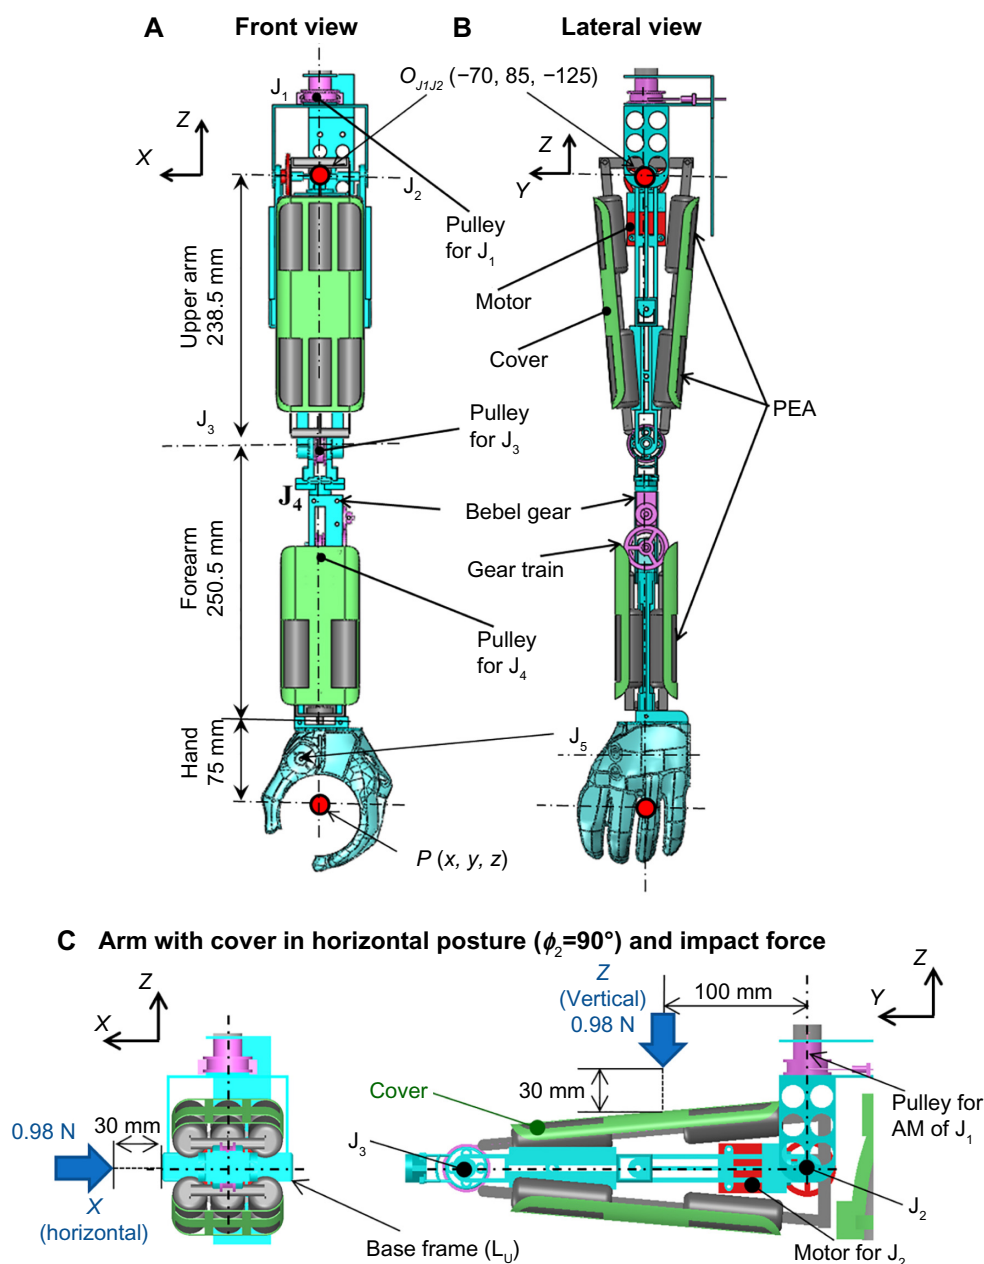 A Front view
B Lateral view
J1
O_J1J2 (−70, 85, −125)
Z
X
J2
Z
Y
Pulley
for J1
Motor
Cover
Upper arm
238.5 mm
PEA
J3
Pulley
for J3
J4
Bebel gear
Gear train
Forearm
250.5 mm
Pulley
for J4
Hand
75 mm
J5
P (x, y, z)
C Arm with cover in horizontal posture (ϕ2=90°) and impact force
Z
X
Z
(Vertical)
0.98 N
100 mm
Z
Y
30 mm
Cover
0.98 N
30 mm
X
(horizontal)
J3
Pulley for
AM of J1
J2
Base frame (LU)
Motor for J2